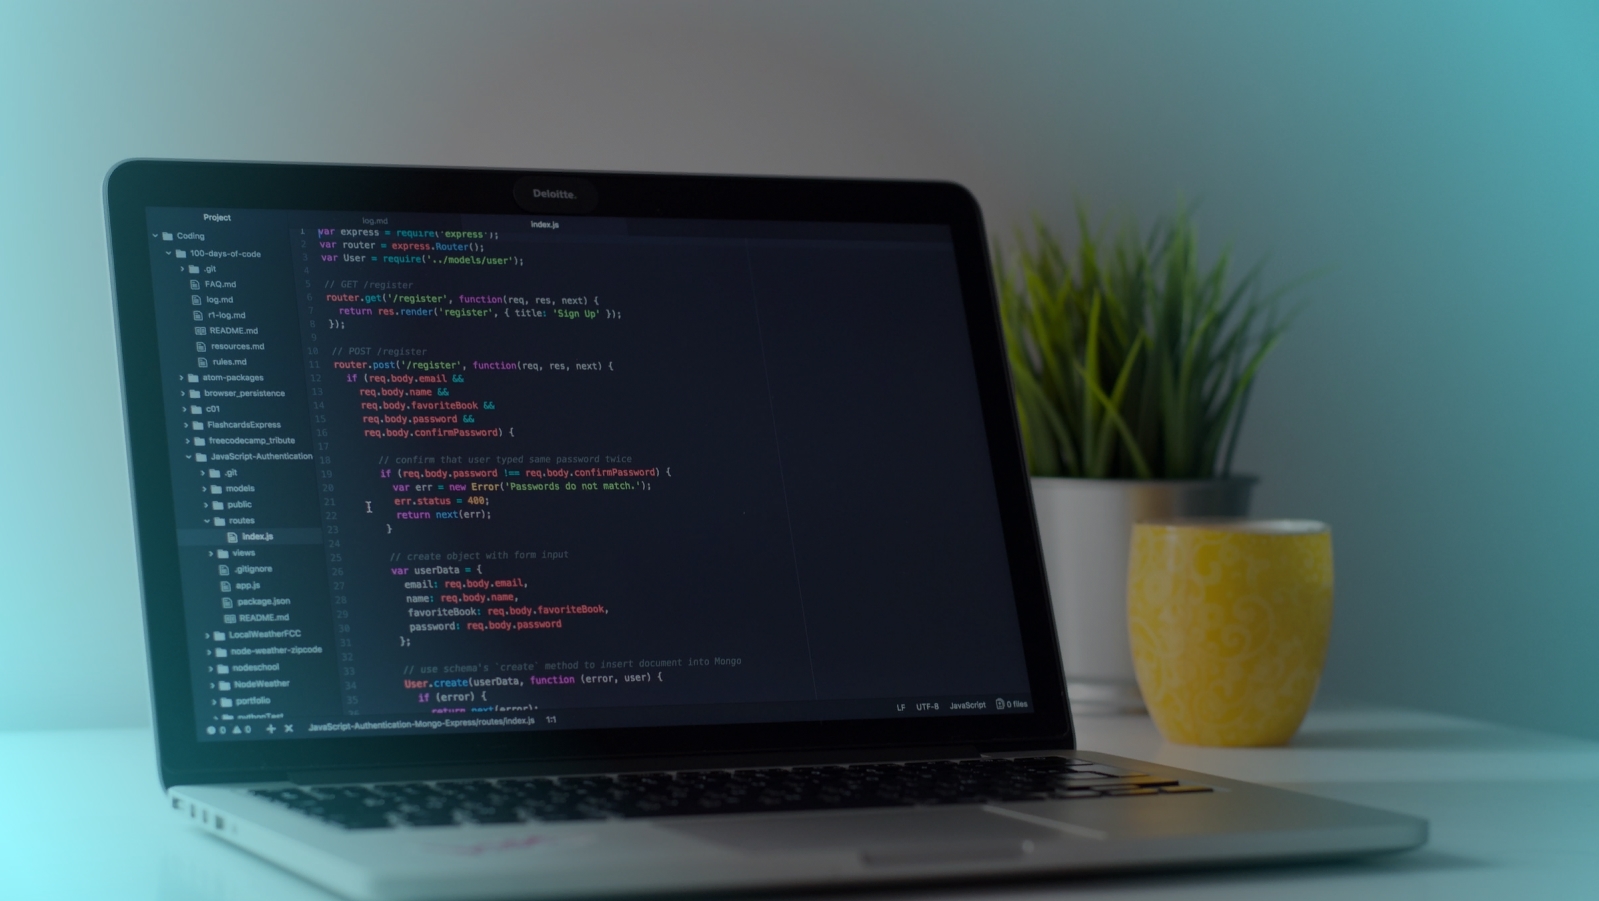 Deloitte.
Project
log.md
index.js
Coding
100-days-of-code
.git
FAQ.md
log.md
r1-log.md
README.md
resources.md
rules.md
atom-packages
browser_persistence
c01
FlashcardsExpress
freecodecamp_tribute
JavaScript-Authentication
.git
models
public
routes
index.js
views
.gitignore
app.js
package.json
README.md
LocalWeatherFCC
node-weather-zipcode
nodeschool
NodeWeather
portfolio
pythonTest
1 var express = require('express');
2 var router = express.Router();
3 var User = require('../models/user');
4
5 // GET /register
6 router.get('/register', function(req, res, next) {
7 return res.render('register', { title: 'Sign Up' });
8 });
9
10 // POST /register
11 router.post('/register', function(req, res, next) {
12 if (req.body.email &&
13 req.body.name &&
14 req.body.favoriteBook &&
15 req.body.password &&
16 req.body.confirmPassword) {
17
18 // confirm that user typed same password twice
19 if (req.body.password !== req.body.confirmPassword) {
20 var err = new Error('Passwords do not match.');
21 err.status = 400;
22 return next(err);
23 }
24
25 // create object with form input
26 var userData = {
27 email: req.body.email,
28 name: req.body.name,
29 favoriteBook: req.body.favoriteBook,
30 password: req.body.password
31 };
32
33 // use schema's `create` method to insert document into Mongo
34 User.create(userData, function (error, user) {
35 if (error) {
return next(error);
0 0 JavaScript-Authentication-Mongo-Express/routes/index.js 1:1 LF UTF-8 JavaScript 0 files